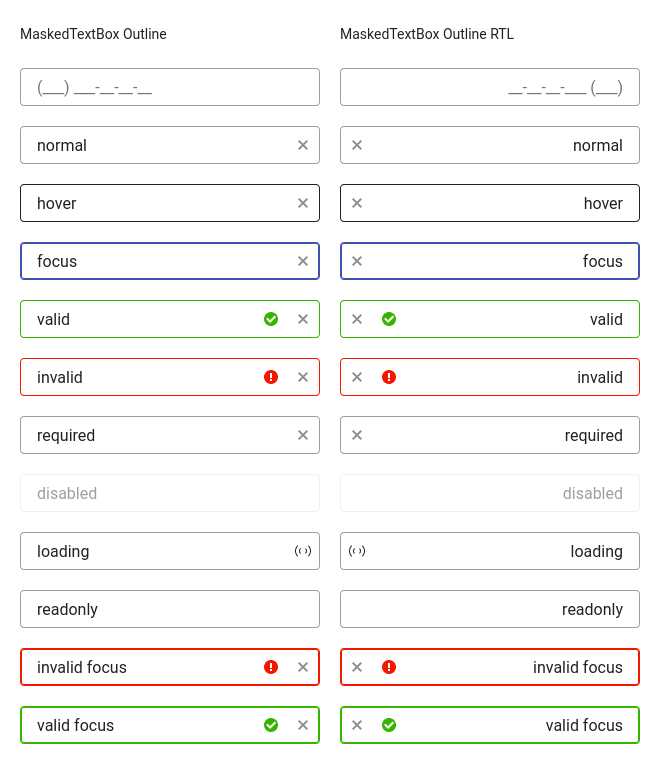 MaskedTextBox Outline
MaskedTextBox Outline RTL
(___) ___-__-__-__
__-__-__-___ (___)
normal
normal
hover
hover
focus
focus
valid
valid
invalid
invalid
required
required
disabled
disabled
loading
loading
readonly
readonly
invalid focus
invalid focus
valid focus
valid focus